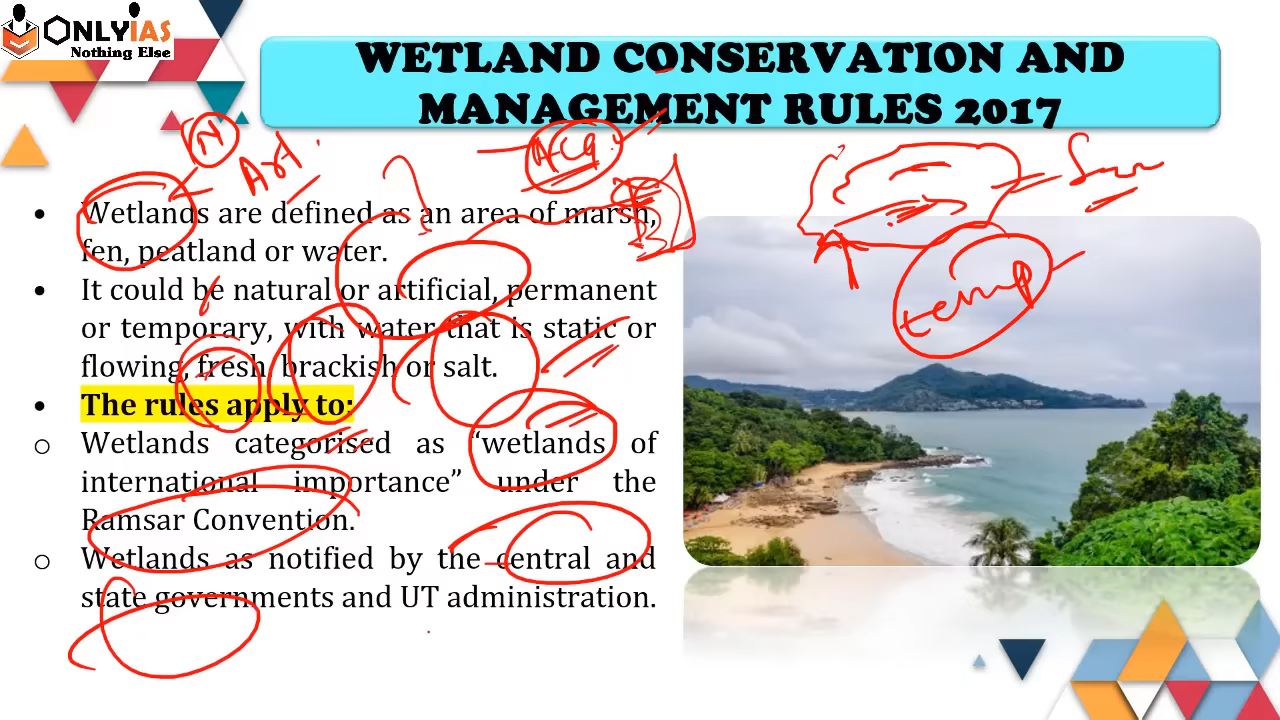 ONLYIAS
Nothing Else
WETLAND CONSERVATION AND
MANAGEMENT RULES 2017
N
Art.
temp
• Wetlands are defined as an area of marsh,
fen, peatland or water.
• It could be natural or artificial, permanent
or temporary, with water that is static or
flowing, fresh, brackish or salt.
• The rules apply to:
o Wetlands categorised as “wetlands of
international importance” under the
Ramsar Convention.
o Wetlands as notified by the central and
state governments and UT administration.